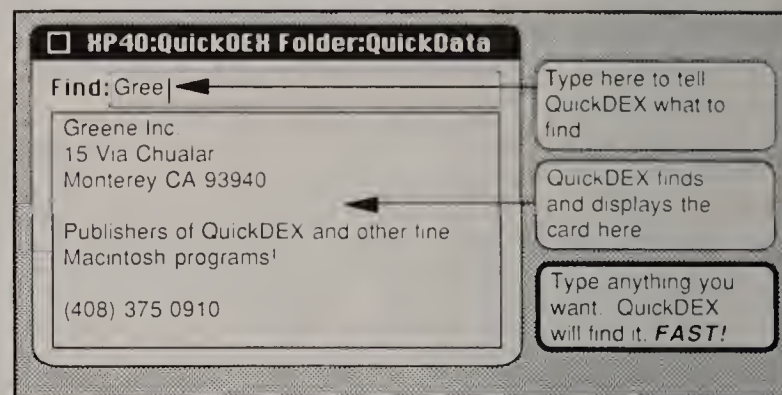 XP40:QuickDEX Folder:QuickData
Find: Gree
Greene Inc.
15 Via Chualar
Monterey CA 93940
Publishers of QuickDEX and other fine
Macintosh programs!
(408) 375 0910
Type here to tell
QuickDEX what to
find
QuickDEX finds
and displays the
card here
Type anything you
want. QuickDEX
will find it. FAST!